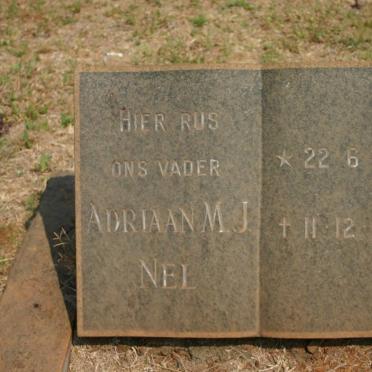 HIER RUS
ONS VADER
ADRIAAN M. J.
NEL
* 22 6
† 11 12